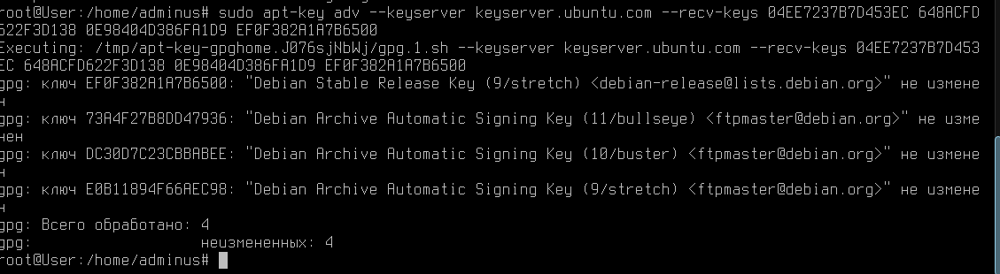 root@User:/home/adminus# sudo apt-key adv --keyserver keyserver.ubuntu.com --recv-keys 04EE7237B7D453EC 648ACFD
622F3D138 0E98404D386FA1D9 EF0F382A1A7B6500
Executing: /tmp/apt-key-gpghome.J076sjNbWj/gpg.1.sh --keyserver keyserver.ubuntu.com --recv-keys 04EE7237B7D453
EC 648ACFD622F3D138 0E98404D386FA1D9 EF0F382A1A7B6500
gpg: ключ EF0F382A1A7B6500: "Debian Stable Release Key (9/stretch) <debian-release@lists.debian.org>" не измене
н
gpg: ключ 73A4F27B8DD47936: "Debian Archive Automatic Signing Key (11/bullseye) <ftpmaster@debian.org>" не изме
нен
gpg: ключ DC30D7C23CBBABEE: "Debian Archive Automatic Signing Key (10/buster) <ftpmaster@debian.org>" не измене
н
gpg: ключ E0B11894F66AEC98: "Debian Archive Automatic Signing Key (9/stretch) <ftpmaster@debian.org>" не измене
н
gpg: Всего обработано: 4
gpg: неизмененных: 4
root@User:/home/adminus#